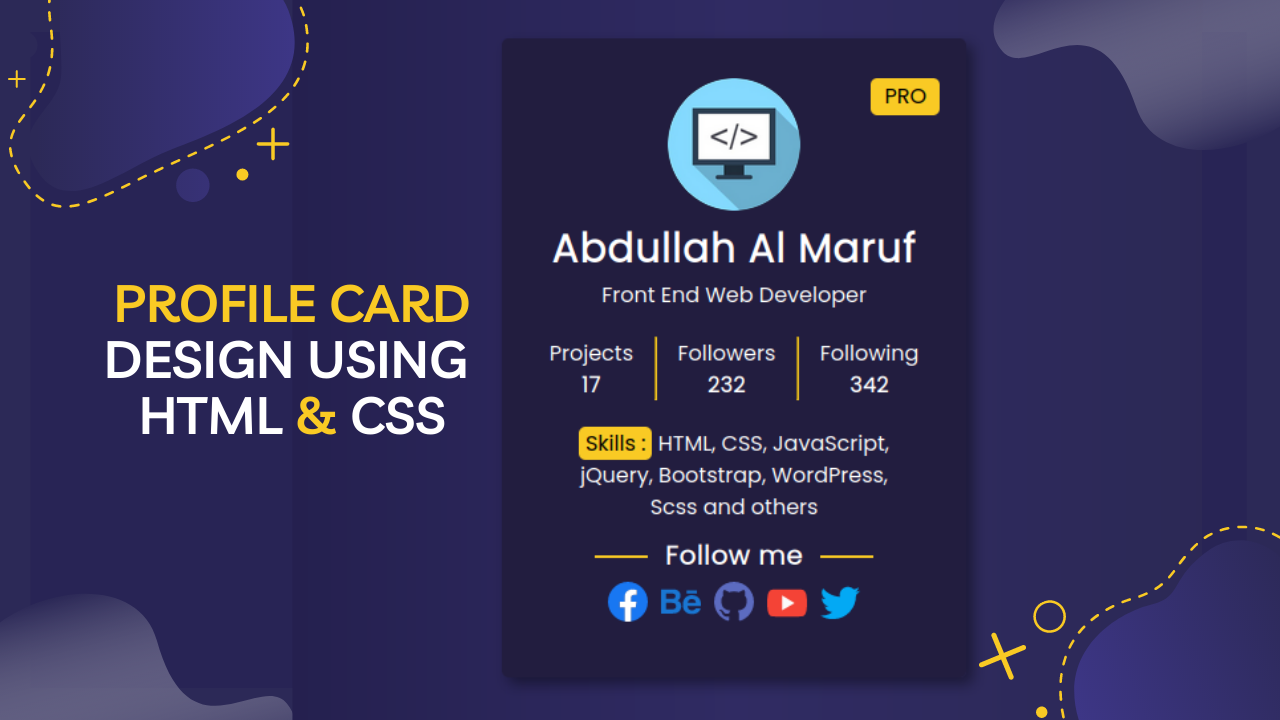 PROFILE CARD
DESIGN USING
HTML & CSS
PRO
</>
Abdullah Al Maruf
Front End Web Developer
Projects Followers Following
17 232 342
Skills : HTML, CSS, JavaScript,
jQuery, Bootstrap, WordPress,
Scss and others
Follow me
f Bē